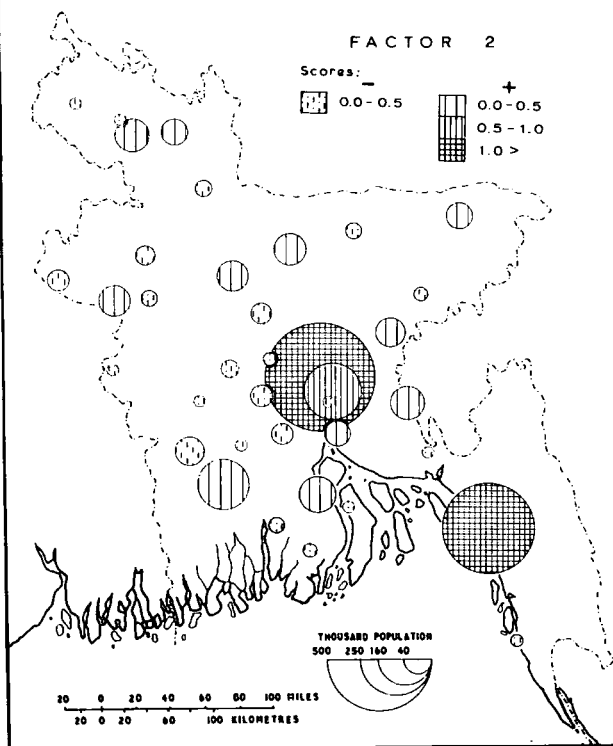 FACTOR 2
Scores:
− +
0.0-0.5 0.0-0.5
0.5-1.0
1.0 >
THOUSAND POPULATION
500 250 160 40
20 0 20 40 60 80 100 MILES
20 0 20 60 100 KILOMETRES